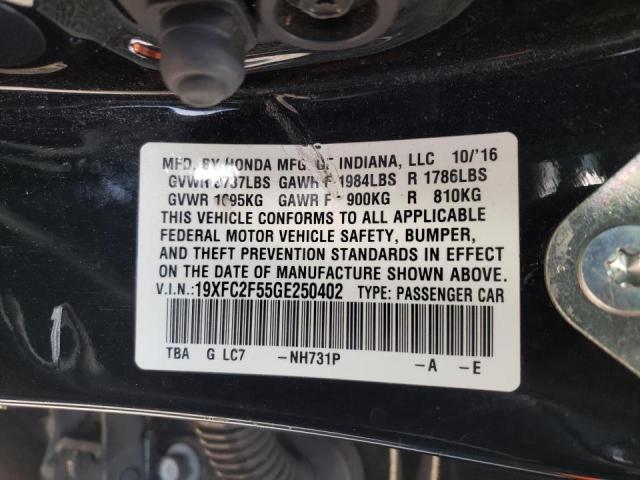 MFD. BY HONDA MFG. OF INDIANA, LLC 10/'16
GVWR 3737LBS GAWR F 1984LBS R 1786LBS
GVWR 1695KG GAWR F 900KG R 810KG
THIS VEHICLE CONFORMS TO ALL APPLICABLE
FEDERAL MOTOR VEHICLE SAFETY, BUMPER,
AND THEFT PREVENTION STANDARDS IN EFFECT
ON THE DATE OF MANUFACTURE SHOWN ABOVE.
V.I.N.:19XFC2F55GE250402 TYPE: PASSENGER CAR
TBA G LC7 -NH731P -A -E
1